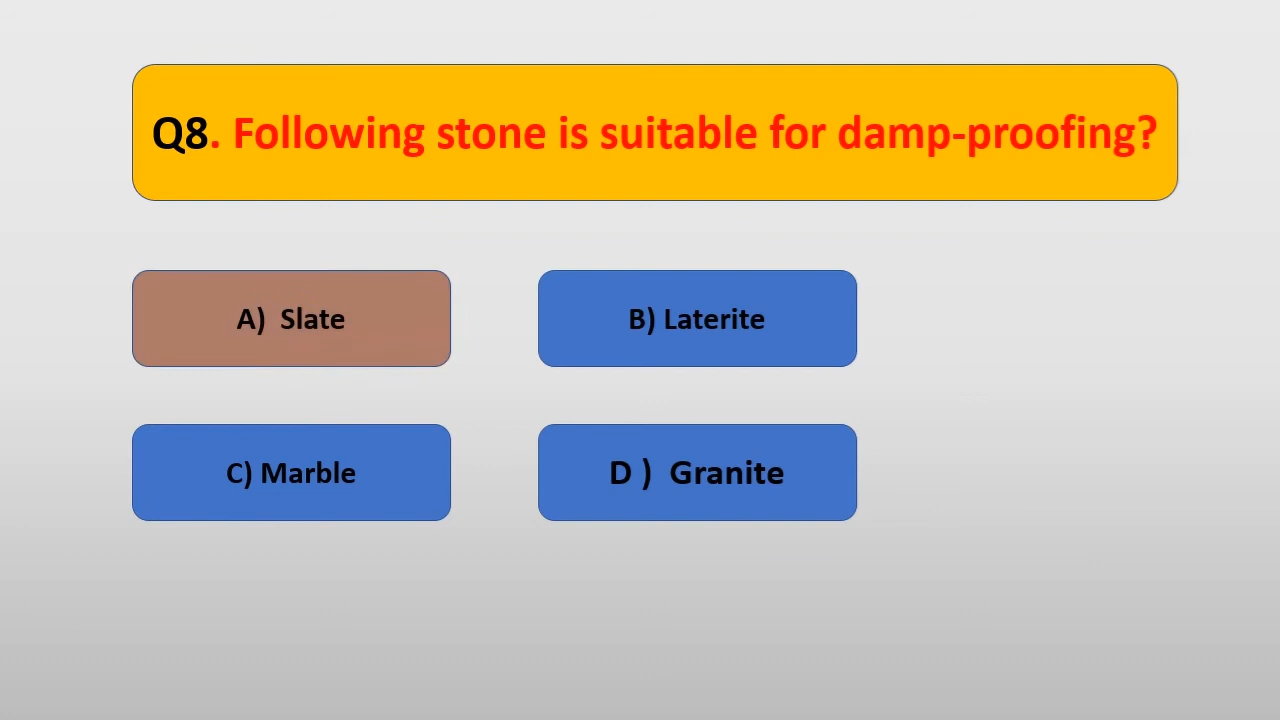 Q8. Following stone is suitable for damp-proofing?
A) Slate
B) Laterite
C) Marble
D ) Granite